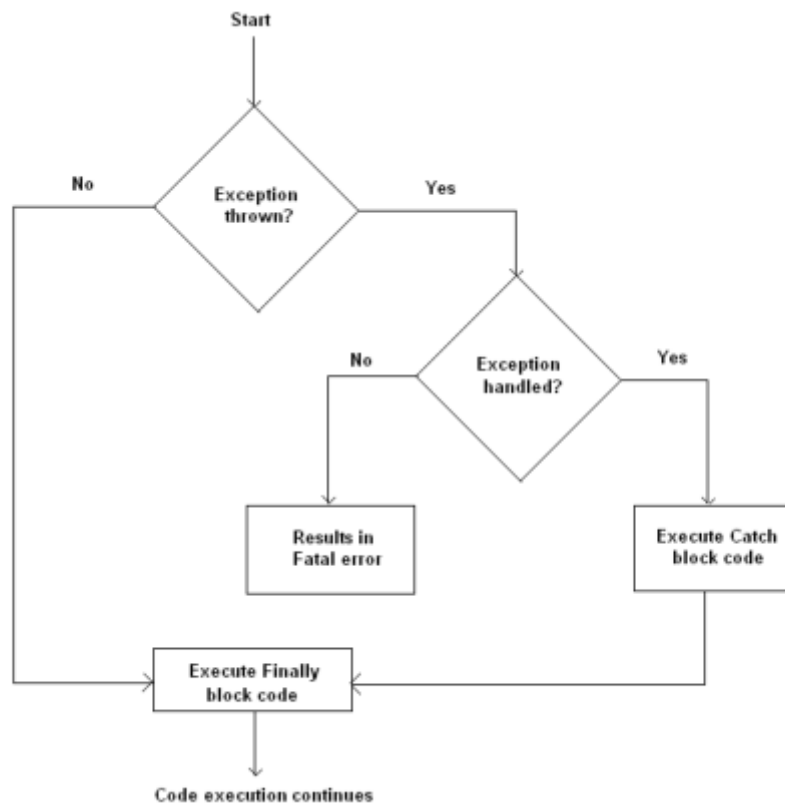 Start
Exception
thrown?
No
Yes
Exception
handled?
No
Yes
Results in
Fatal error
Execute Catch
block code
Execute Finally
block code
Code execution continues